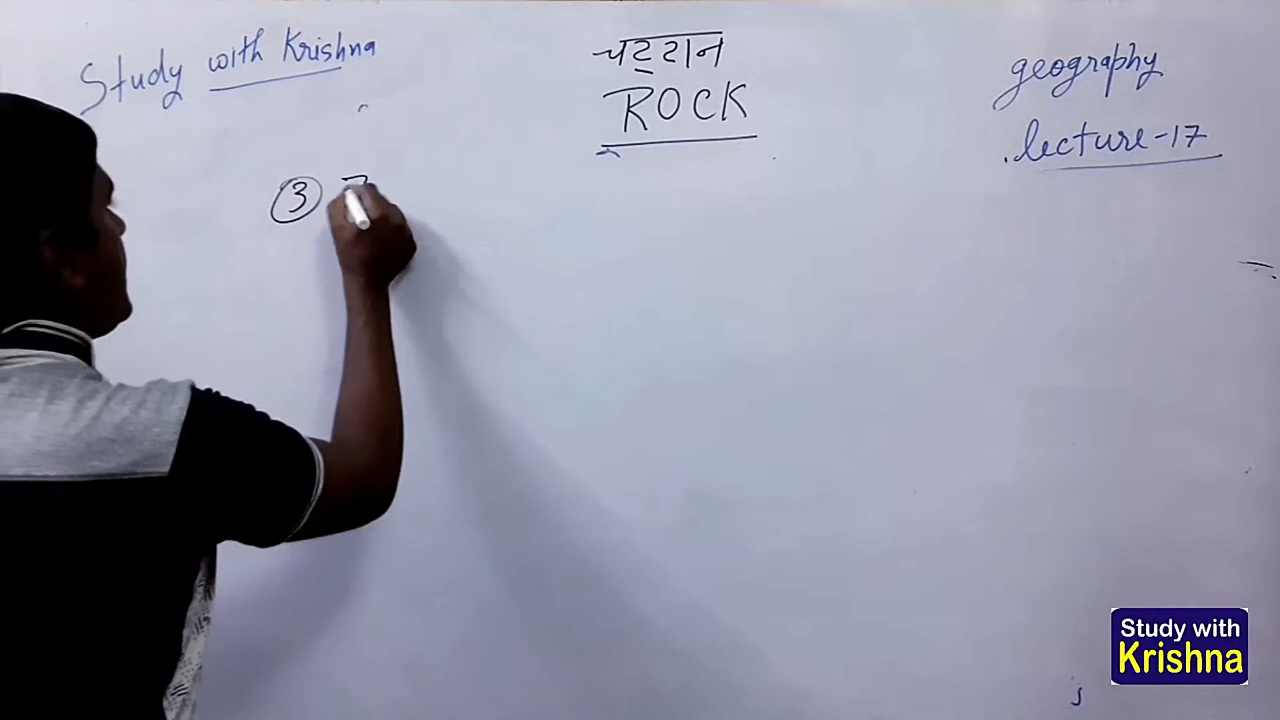 Study with Krishna
चट्टान
ROCK
geography
lecture-17
3
Study with
Krishna